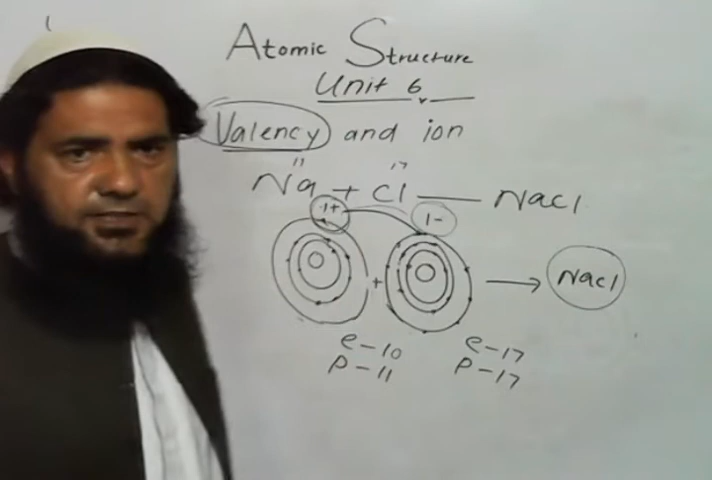 Atomic Structure
Unit 6
Valency and ion
11 17
Na + Cl — NaCl
1+ 1-
+ → NaCl
e-10 e-17
P-11 P-17